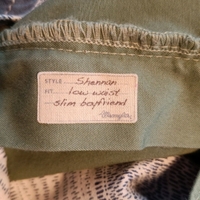 STYLE Shannon
FIT low waist
slim boyfriend
Wrangler